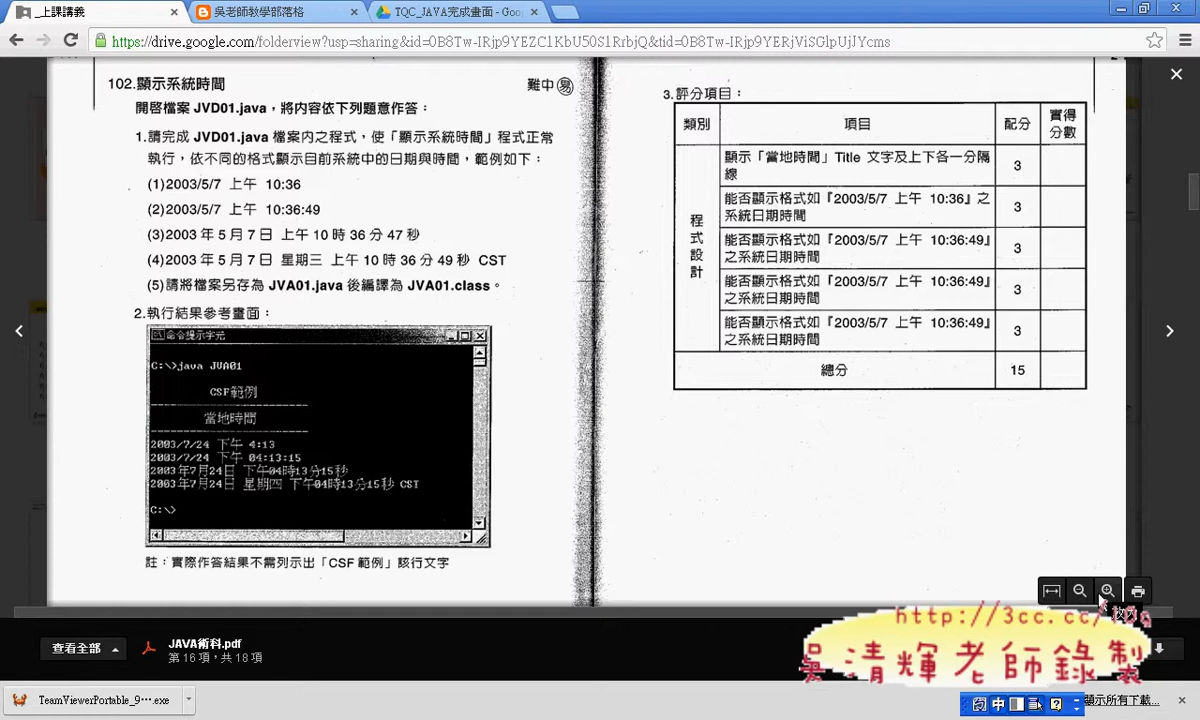 _上課講義
吳老師教學部落格
TQC_JAVA完成畫面 - Goo
https://drive.google.com/folderview?usp=sharing&id=0B8Tw-IRjp9YEZC1KbU50S1RrbjQ&tid=0B8Tw-IRjp9YERjViSGlpUjJYcms
102.顯示系統時間
難中易
開啓檔案 JVD01.java，將內容依下列題意作答：
1.請完成 JVD01.java 檔案內之程式，使「顯示系統時間」程式正常
執行，依不同的格式顯示目前系統中的日期與時間，範例如下：
(1)2003/5/7 上午 10:36
(2)2003/5/7 上午 10:36:49
(3)2003 年 5 月 7 日 上午 10 時 36 分 47 秒
(4)2003 年 5 月 7 日 星期三 上午 10 時 36 分 49 秒 CST
(5)請將檔案另存為 JVA01.java 後編譯為 JVA01.class。
2.執行結果參考畫面：
命令提示字元
C:\>java JVA01
CSF範例
當地時間
2003/7/24 下午 4:13
2003/7/24 下午 04:13:15
2003年7月24日 下午04時13分15秒
2003年7月24日 星期四 下午04時13分15秒 CST
C:\>
註：實際作答結果不需列示出「CSF 範例」該行文字
3.評分項目：
類別 項目 配分 實得
分數
程式設計
顯示「當地時間」Title 文字及上下各一分隔
線 3
能否顯示格式如『2003/5/7 上午 10:36』之
系統日期時間 3
能否顯示格式如『2003/5/7 上午 10:36:49』
之系統日期時間 3
能否顯示格式如『2003/5/7 上午 10:36:49』
之系統日期時間 3
能否顯示格式如『2003/5/7 上午 10:36:49』
之系統日期時間 3
總分 15
http://3cc.cc/10q
吳清輝老師錄製
查看全部
JAVA術科.pdf
第 16 項，共 18 項
TeamViewerPortable_9….exe
中
顯示所有下載...